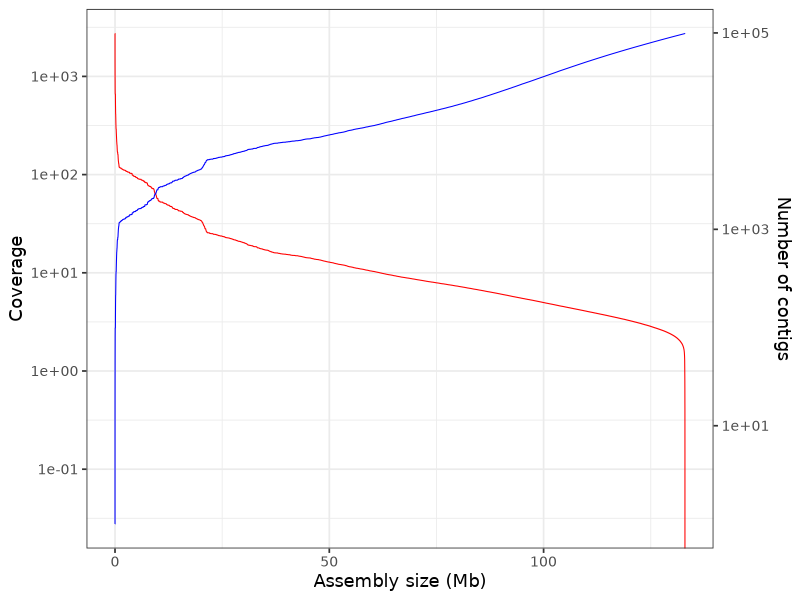 1e+03
1e+02
1e+01
1e+00
1e-01
Coverage
0
50
100
Assembly size (Mb)
1e+05
1e+03
1e+01
Number of contigs